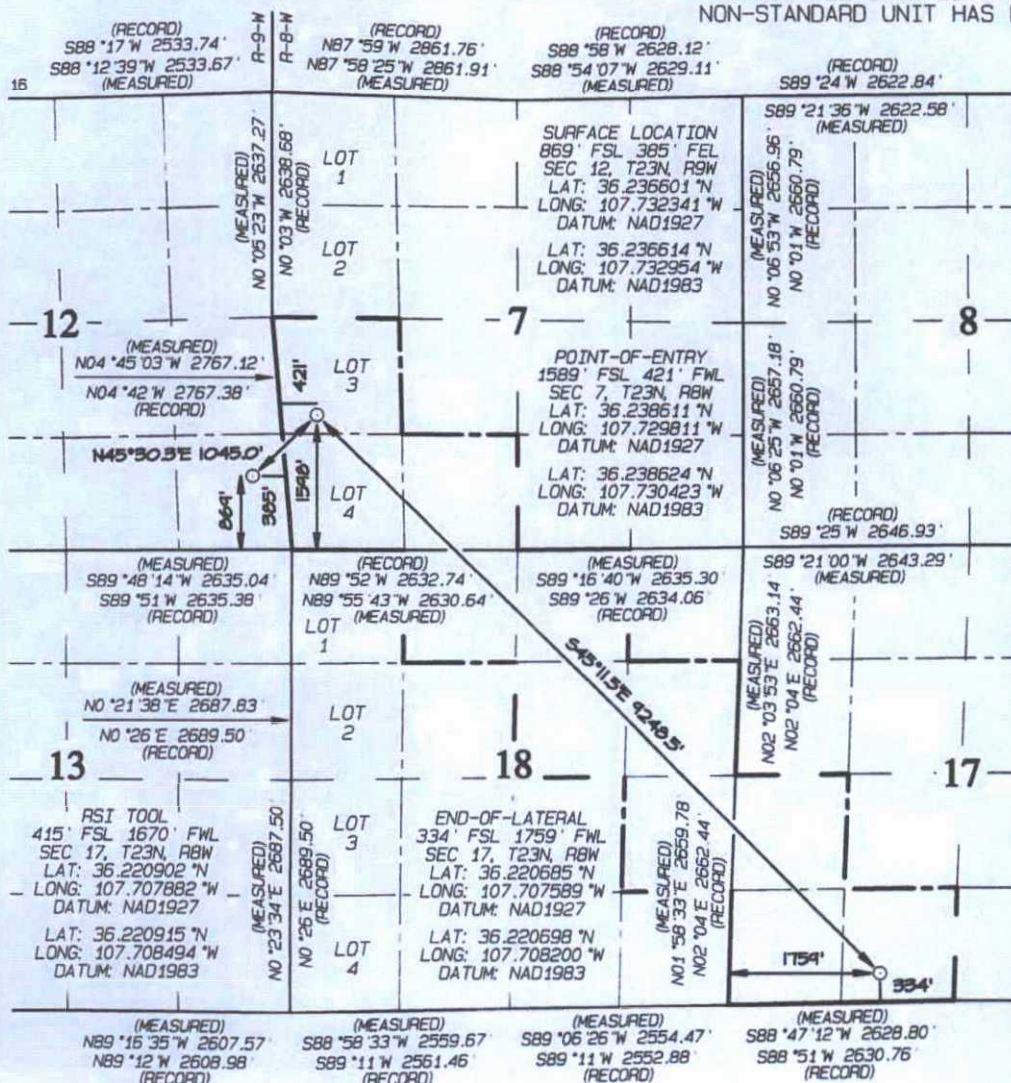 NON-STANDARD UNIT HAS
(RECORD)
S88°17'W 2533.74'
S88°12'39"W 2533.67'
(MEASURED)
R-9-W
R-8-W
(RECORD)
N87°59'W 2861.76'
N87°58'25"W 2861.91'
(MEASURED)
(RECORD)
S88°58'W 2628.12'
S88°54'07"W 2629.11'
(MEASURED)
(RECORD)
S89°24'W 2622.84'
S89°21'36"W 2622.58'
(MEASURED)
16
(MEASURED)
N0°05'23"W 2637.27'
N0°03'W 2638.68'
(RECORD)
LOT
1
LOT
2
SURFACE LOCATION
869' FSL 385' FEL
SEC 12, T23N, R9W
LAT: 36.236601°N
LONG: 107.732341°W
DATUM: NAD1927
LAT: 36.236614°N
LONG: 107.732954°W
DATUM: NAD1983
(MEASURED)
N0°06'53"W 2656.96'
N0°01'W 2660.79'
(RECORD)
12
7
8
(MEASURED)
N04°45'03"W 2767.12'
N04°42'W 2767.38'
(RECORD)
421'
LOT
3
POINT-OF-ENTRY
1589' FSL 421' FWL
SEC 7, T23N, R8W
LAT: 36.238611°N
LONG: 107.729811°W
DATUM: NAD1927
LAT: 36.238624°N
LONG: 107.730423°W
DATUM: NAD1983
(MEASURED)
N0°06'25"W 2657.18'
N0°01'W 2660.79'
(RECORD)
N45°30.3'E 1045.0'
385'
LOT
4
(RECORD)
S89°25'W 2646.93'
S89°21'00"W 2643.29'
(MEASURED)
(MEASURED)
S89°48'14"W 2635.04'
S89°51'W 2635.38'
(RECORD)
(RECORD)
N89°52'W 2632.74'
N89°55'43"W 2630.64'
(MEASURED)
(MEASURED)
S89°16'40"W 2635.30'
S89°26'W 2634.06'
(RECORD)
LOT
1
S45°11.5'E 9248.5'
(MEASURED)
N02°03'53"E 2663.14'
N02°04'E 2662.44'
(RECORD)
(MEASURED)
N0°21'38"E 2687.83'
N0°26'E 2689.50'
(RECORD)
LOT
2
13
18
17
RSI TOOL
415' FSL 1670' FWL
SEC 17, T23N, R8W
LAT: 36.220902°N
LONG: 107.707882°W
DATUM: NAD1927
LAT: 36.220915°N
LONG: 107.708494°W
DATUM: NAD1983
(MEASURED)
N0°23'34"E 2687.50'
N0°26'E 2689.50'
(RECORD)
LOT
3
LOT
4
END-OF-LATERAL
334' FSL 1759' FWL
SEC 17, T23N, R8W
LAT: 36.220685°N
LONG: 107.707589°W
DATUM: NAD1927
LAT: 36.220698°N
LONG: 107.708200°W
DATUM: NAD1983
(MEASURED)
N01°58'33"E 2659.78'
N02°04'E 2662.44'
(RECORD)
1759'
334'
(MEASURED)
N89°16'35"W 2607.57'
N89°12'W 2608.98'
(RECORD)
(MEASURED)
S88°58'33"W 2559.67'
S89°11'W 2561.46'
(RECORD)
(MEASURED)
S89°06'26"W 2554.47'
S89°11'W 2552.88'
(RECORD)
(MEASURED)
S88°47'12"W 2628.80'
S88°51'W 2630.76'
(RECORD)